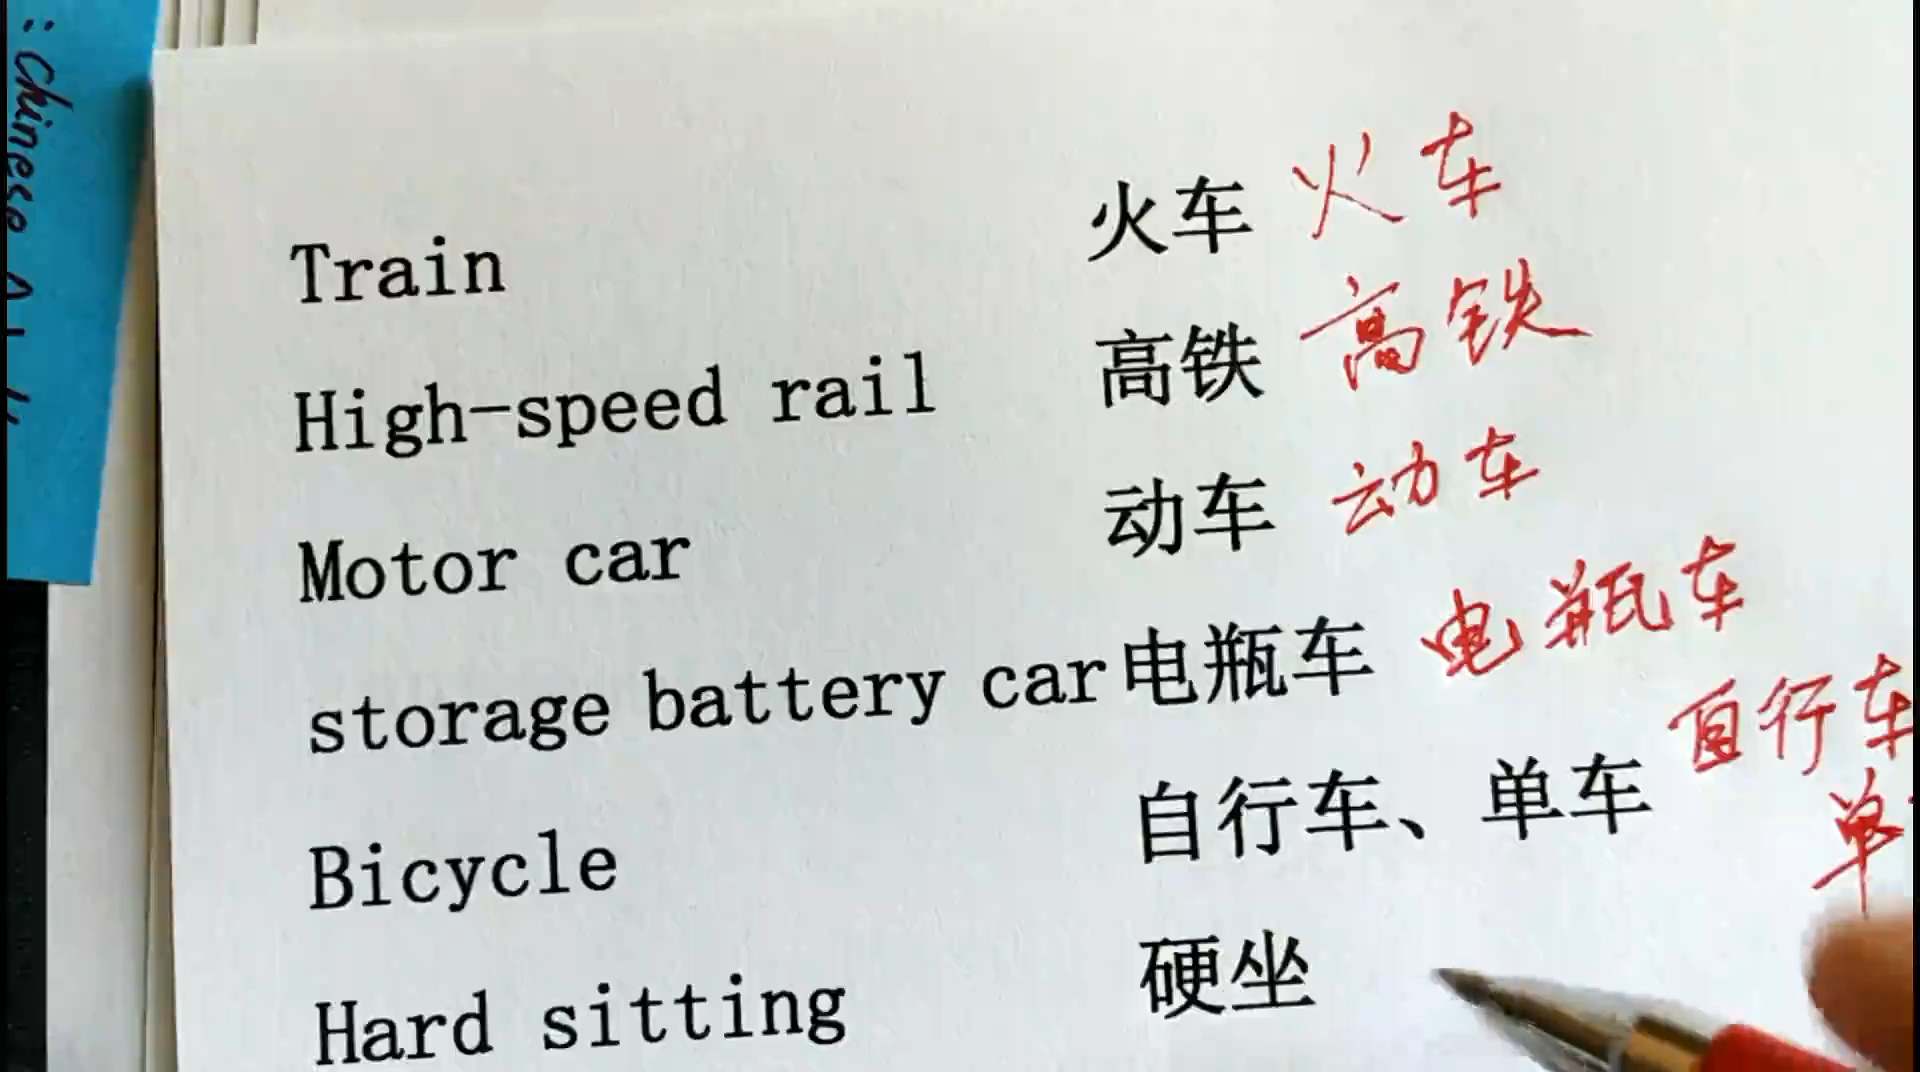 : Chinese
Train 火车 火车
High-speed rail 高铁 高铁
Motor car 动车 动车
storage battery car 电瓶车 电瓶车
Bicycle 自行车、单车 自行车
单
Hard sitting 硬坐